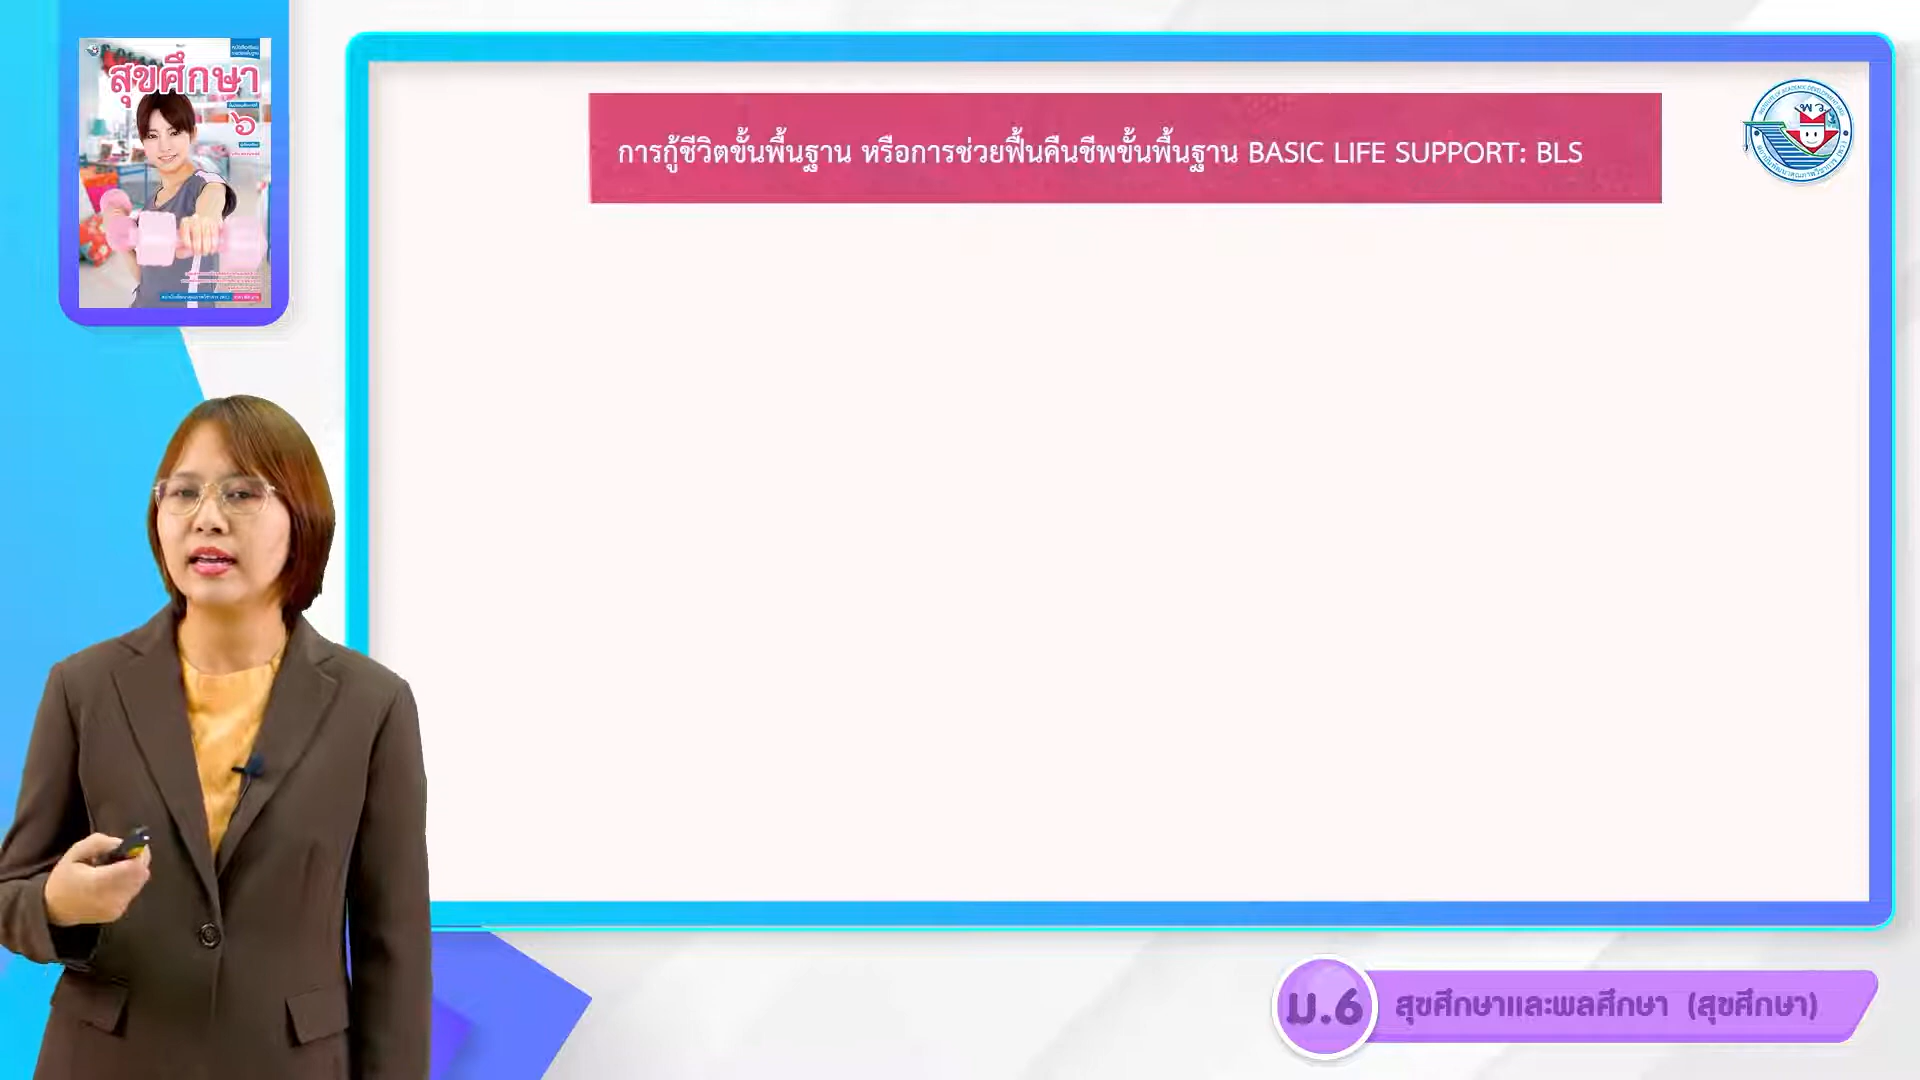 สุขศึกษา
๖
การกู้ชีวิตขั้นพื้นฐาน หรือการช่วยฟื้นคืนชีพขั้นพื้นฐาน BASIC LIFE SUPPORT: BLS
พว
ม.6 สุขศึกษาและพลศึกษา (สุขศึกษา)